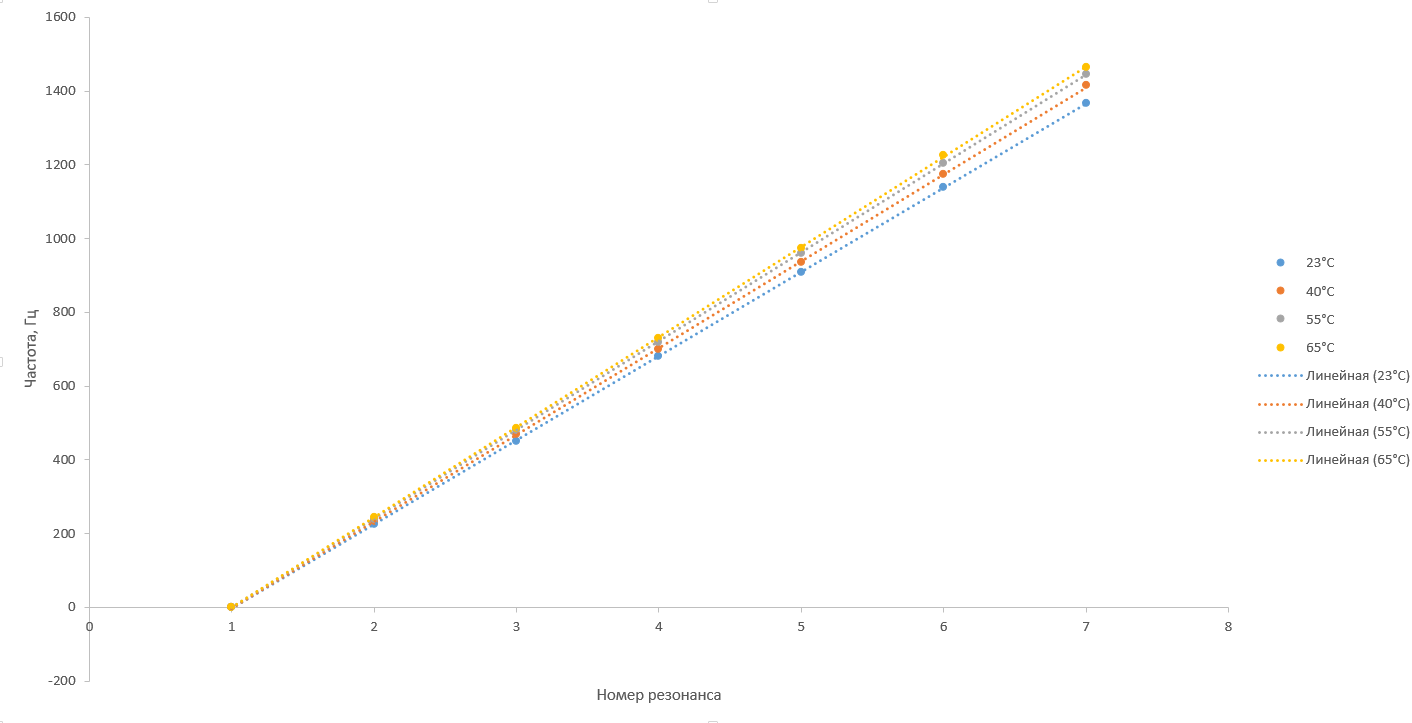 1600
1400
1200
1000
800
600
400
200
0
-200
0 1 2 3 4 5 6 7 8
Частота, Гц
Номер резонанса
23°C
40°C
55°C
65°C
Линейная (23°C)
Линейная (40°C)
Линейная (55°C)
Линейная (65°C)